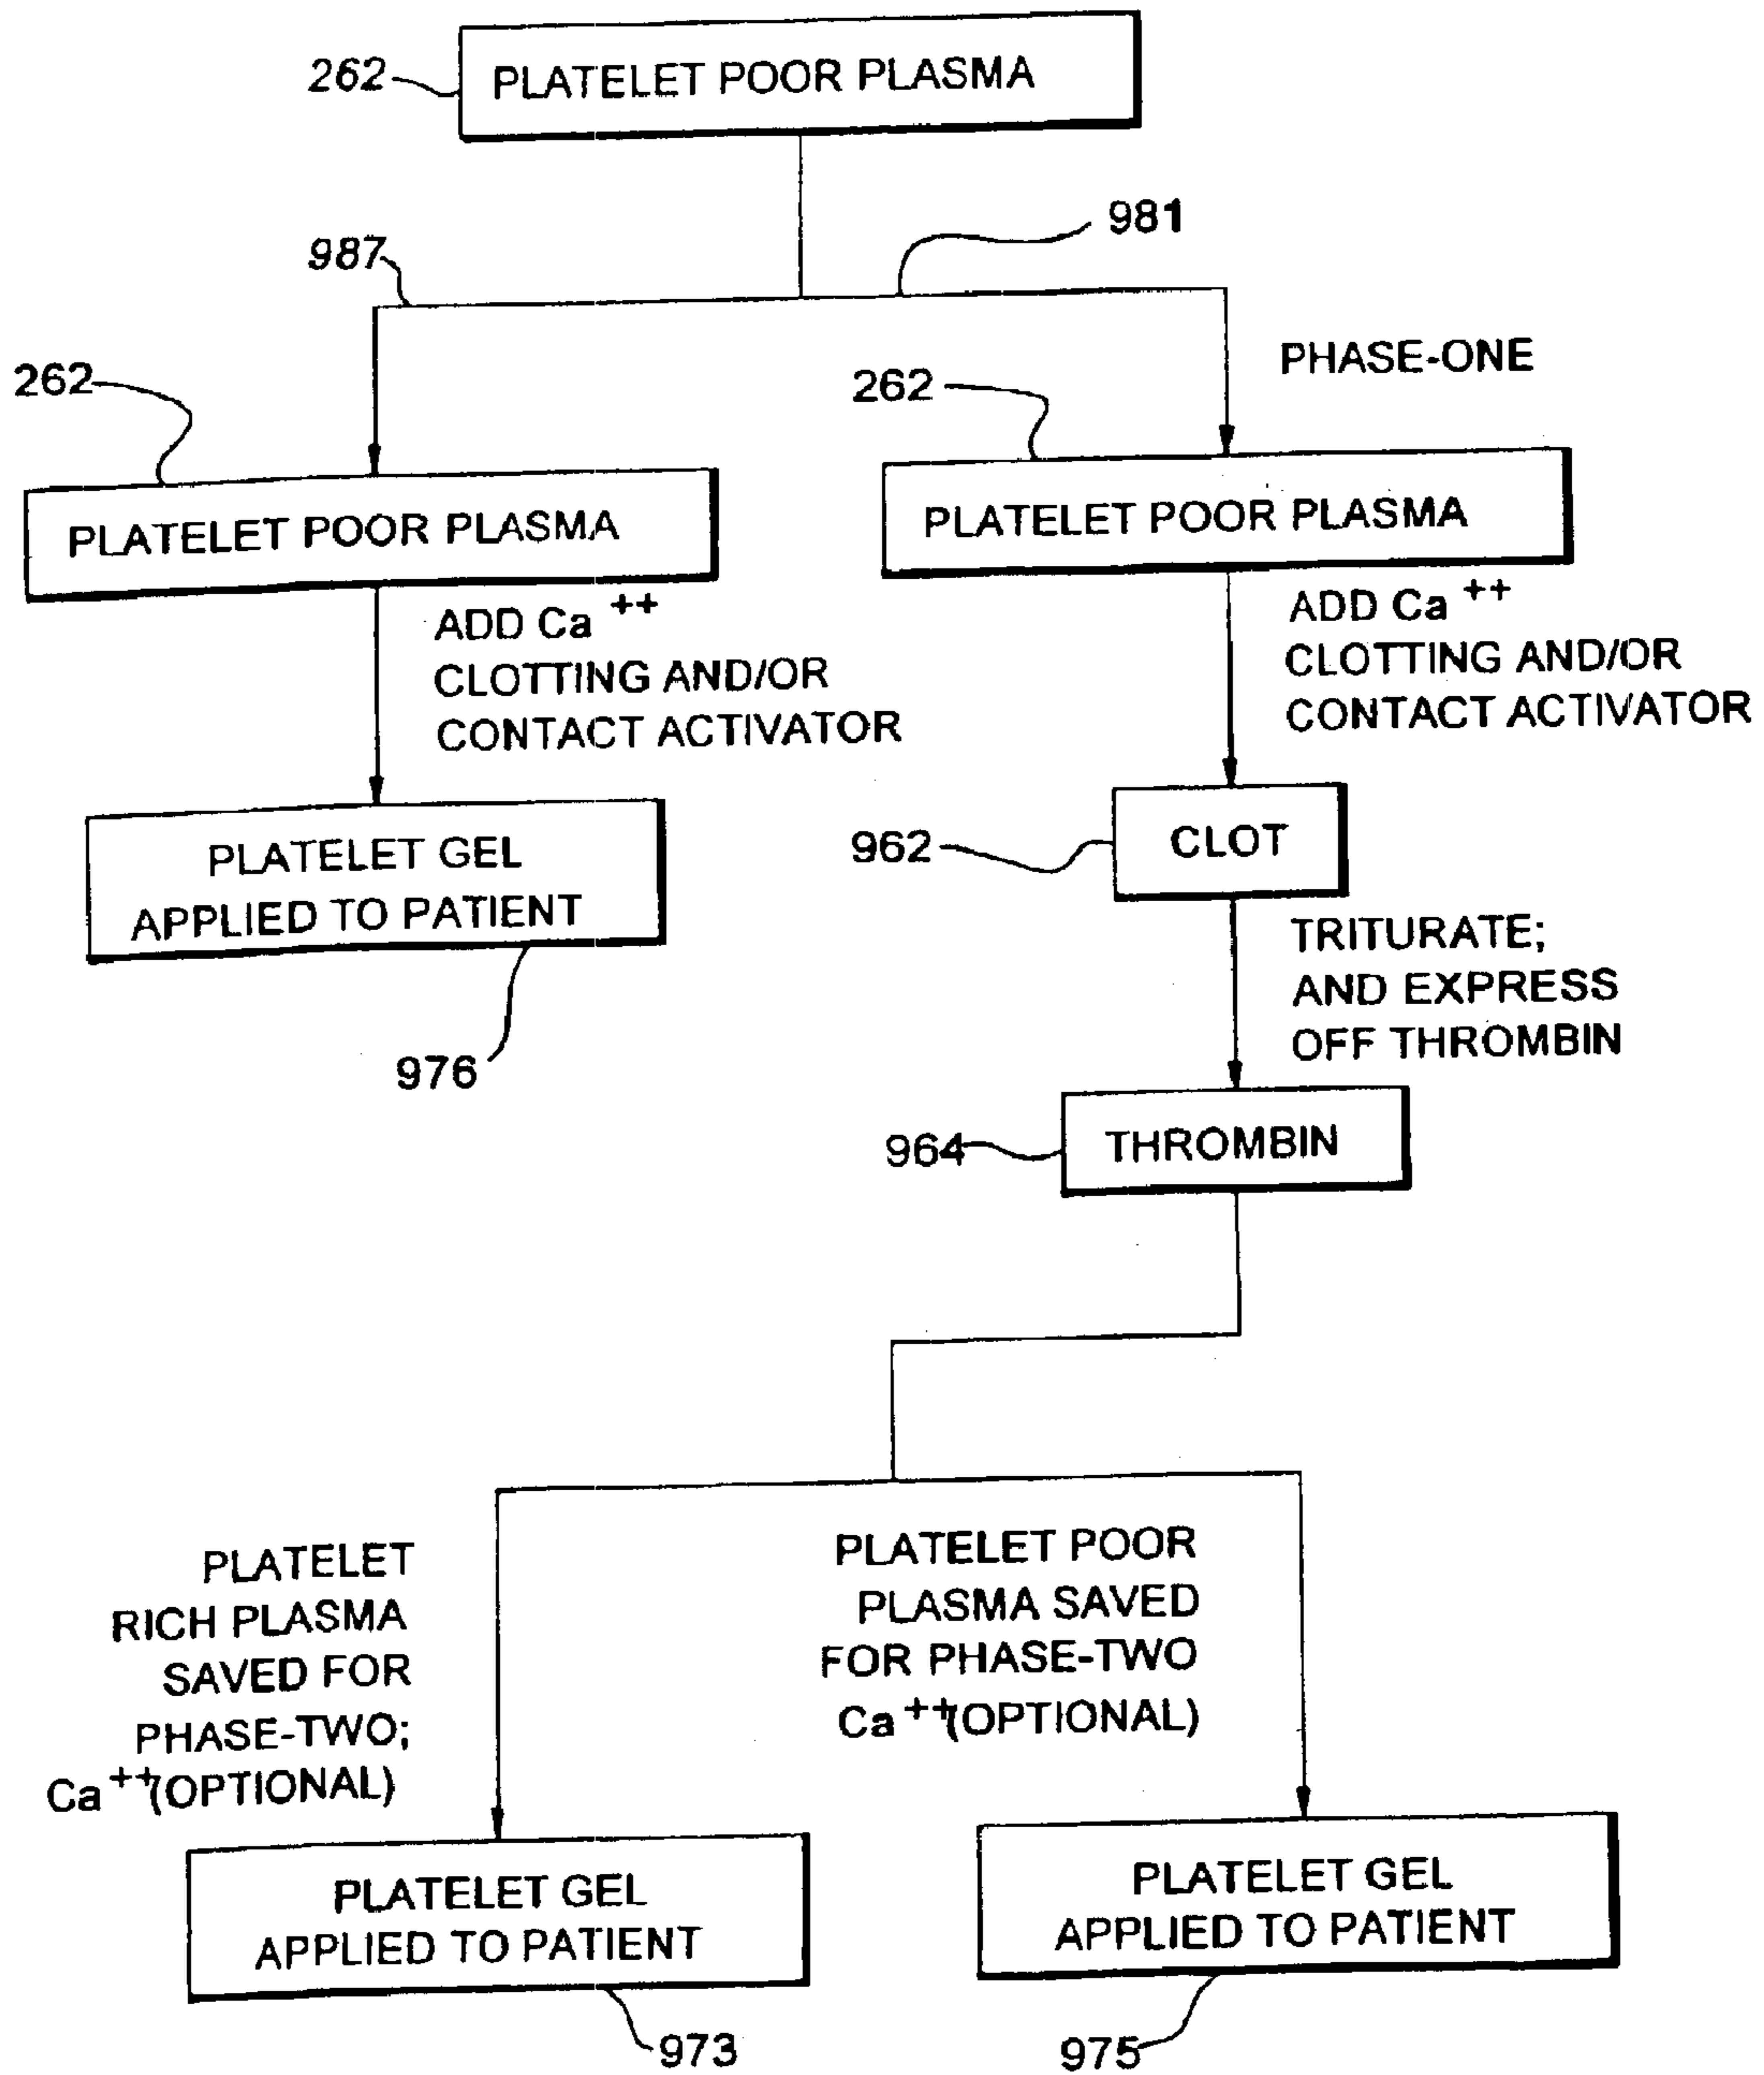 262
PLATELET POOR PLASMA
981
987
PHASE-ONE
262
262
PLATELET POOR PLASMA
PLATELET POOR PLASMA
ADD Ca ++
CLOTTING AND/OR
CONTACT ACTIVATOR
ADD Ca ++
CLOTTING AND/OR
CONTACT ACTIVATOR
PLATELET GEL
APPLIED TO PATIENT
976
962
CLOT
TRITURATE;
AND EXPRESS
OFF THROMBIN
964
THROMBIN
PLATELET
RICH PLASMA
SAVED FOR
PHASE-TWO;
Ca ++(OPTIONAL)
PLATELET POOR
PLASMA SAVED
FOR PHASE-TWO
Ca ++(OPTIONAL)
PLATELET GEL
APPLIED TO PATIENT
973
PLATELET GEL
APPLIED TO PATIENT
975